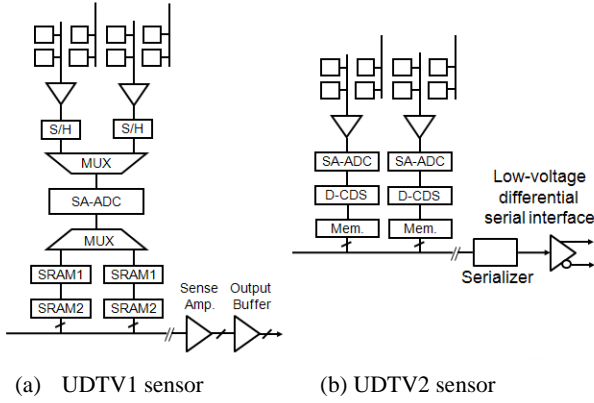 S/H
S/H
MUX
SA-ADC
MUX
SRAM1
SRAM1
SRAM2
SRAM2
Sense
Amp.
Output
Buffer
(a) UDTV1 sensor
SA-ADC
SA-ADC
D-CDS
D-CDS
Mem.
Mem.
Serializer
Low-voltage
differential
serial interface
(b) UDTV2 sensor